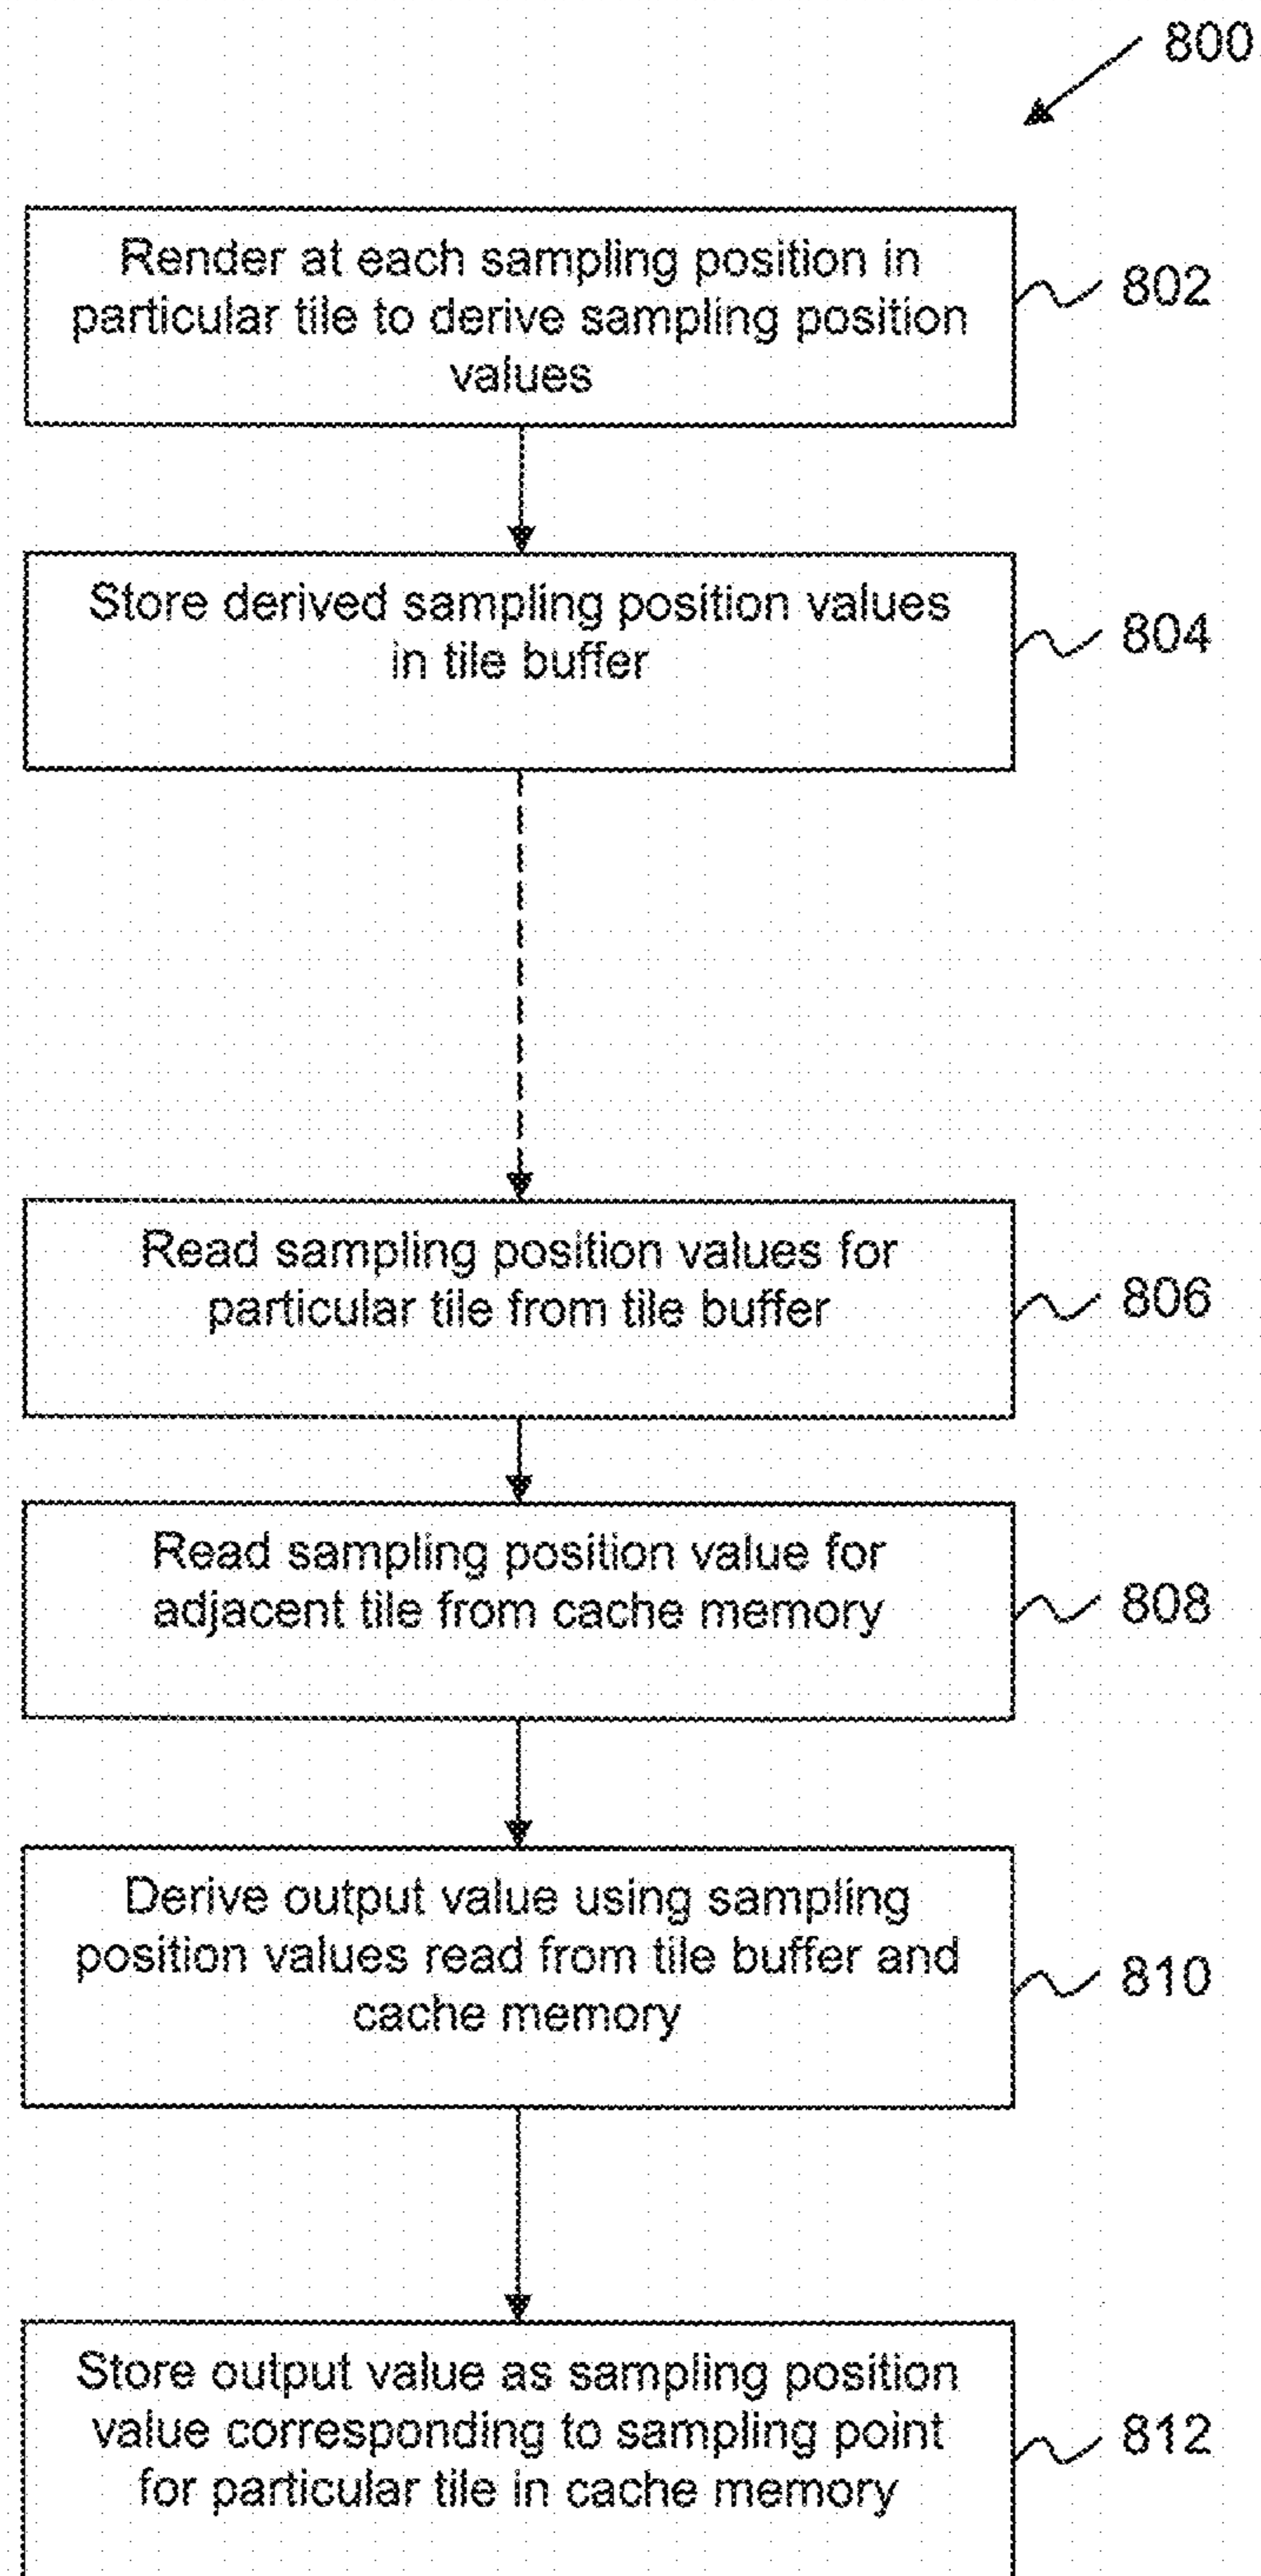 800
Render at each sampling position in
particular tile to derive sampling position
values
802
Store derived sampling position values
in tile buffer
804
Read sampling position values for
particular tile from tile buffer
806
Read sampling position value for
adjacent tile from cache memory
808
Derive output value using sampling
position values read from tile buffer and
cache memory
810
Store output value as sampling position
value corresponding to sampling point
for particular tile in cache memory
812